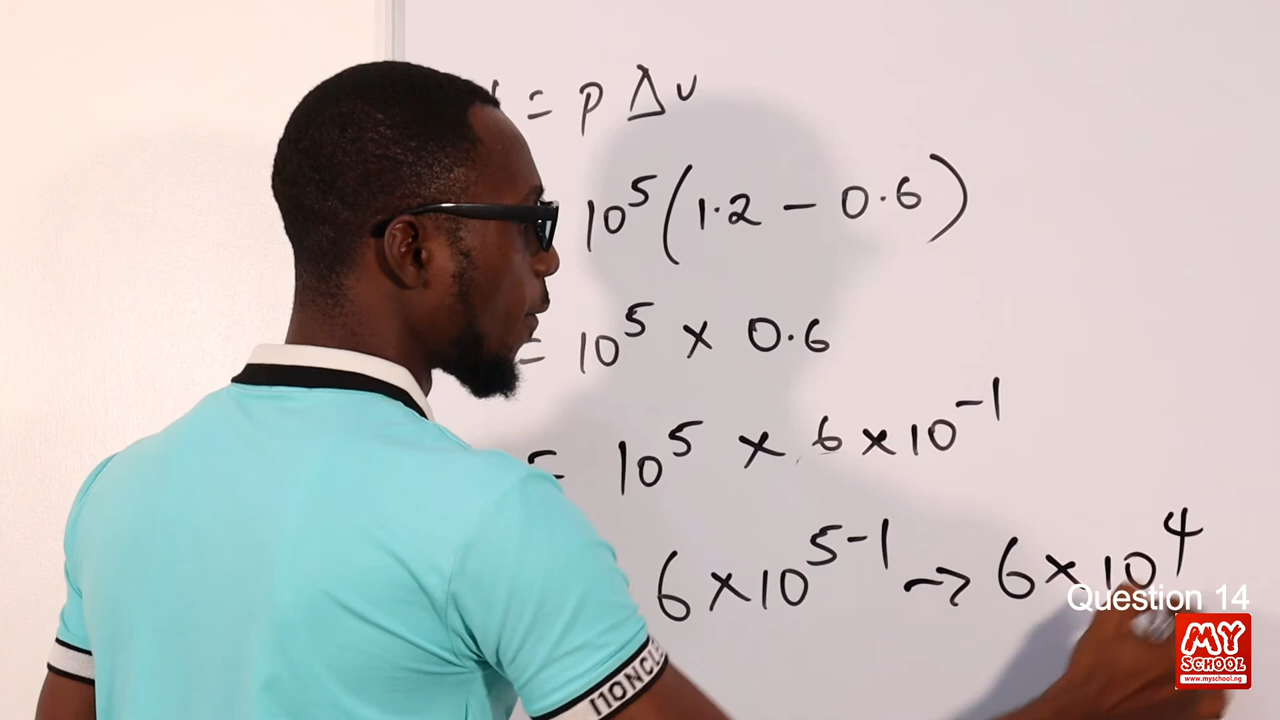 = p Δv
10⁵(1.2 - 0.6)
= 10⁵ × 0.6
= 10⁵ × 6×10⁻¹
6×10⁵⁻¹ → 6×10⁴
Question 14
MY
SCHOOL
www.myschool.ng
MONCLE